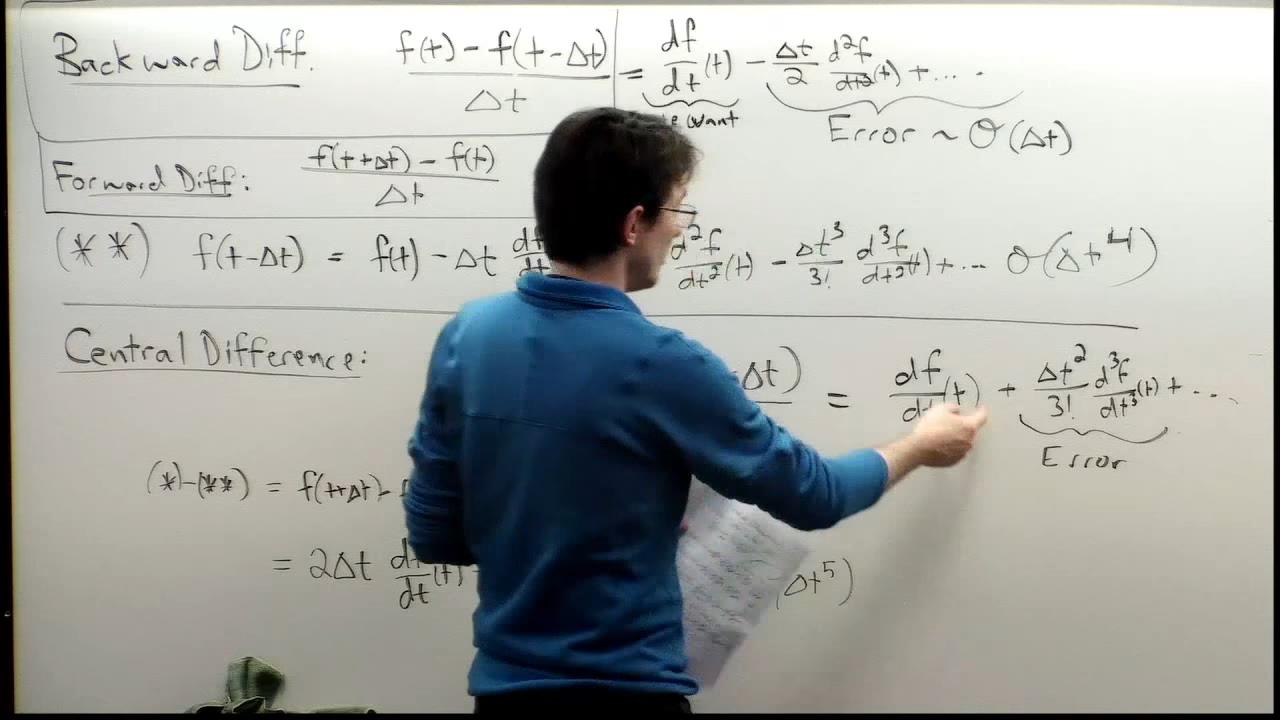 Backward Diff. f(t) - f(t-Δt) / Δt = df/dt (t) - Δt/2 d²f/dt² (t) + ....
want
Error ~ O(Δt)
Forward Diff: f(t+Δt) - f(t) / Δt
(**) f(t-Δt) = f(t) - Δt d²f/dt² (t) - Δt³/3! d³f/dt² (t) + ... O(Δt⁴)
Central Difference: Δt) = df (t) + Δt²/3! d³f/dt³ (t) + ...
Error
(*)-(**) = f(t+Δt) -
= 2Δt df/dt (t) Δt⁵)